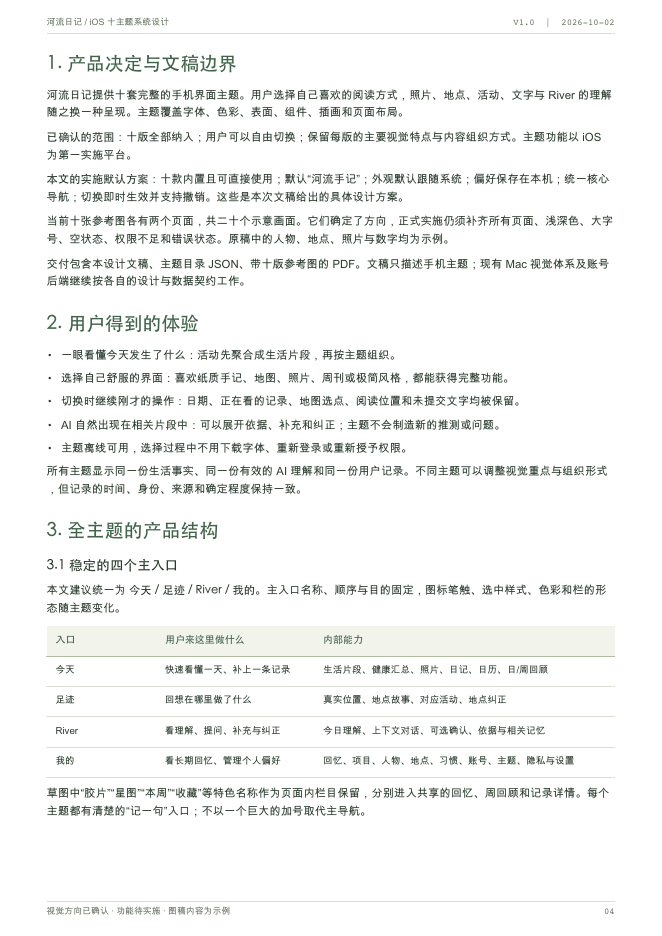 河流日记 / iOS 十主题系统设计
V1.0 | 2026-10-02
1. 产品决定与文稿边界
河流日记提供十套完整的手机界面主题。用户选择自己喜欢的阅读方式，照片、地点、活动、文字与 River 的理解
随之换一种呈现。主题覆盖字体、色彩、表面、组件、插画和页面布局。
已确认的范围：十版全部纳入；用户可以自由切换；保留每版的主要视觉特点与内容组织方式。主题功能以 iOS
为第一实施平台。
本文的实施默认方案：十款内置且可直接使用；默认“河流手记”；外观默认跟随系统；偏好保存在本机；统一核心
导航；切换即时生效并支持撤销。这些是本次文稿给出的具体设计方案。
当前十张参考图各有两个页面，共二十个示意画面。它们确定了方向，正式实施仍须补齐所有页面、浅深色、大字
号、空状态、权限不足和错误状态。原稿中的人物、地点、照片与数字均为示例。
交付包含本设计文稿、主题目录 JSON、带十版参考图的 PDF。文稿只描述手机主题；现有 Mac 视觉体系及账号
后端继续按各自的设计与数据契约工作。
2. 用户得到的体验
• 一眼看懂今天发生了什么：活动先聚合成生活片段，再按主题组织。
• 选择自己舒服的界面：喜欢纸质手记、地图、照片、周刊或极简风格，都能获得完整功能。
• 切换时继续刚才的操作：日期、正在看的记录、地图选点、阅读位置和未提交文字均被保留。
• AI 自然出现在相关片段中：可以展开依据、补充和纠正；主题不会制造新的推测或问题。
• 主题离线可用，选择过程中不用下载字体、重新登录或重新授予权限。
所有主题显示同一份生活事实、同一份有效的 AI 理解和同一份用户记录。不同主题可以调整视觉重点与组织形式
，但记录的时间、身份、来源和确定程度保持一致。
3. 全主题的产品结构
3.1 稳定的四个主入口
本文建议统一为 今天 / 足迹 / River / 我的。主入口名称、顺序与目的固定，图标笔触、选中样式、色彩和栏的形
态随主题变化。
入口 用户来这里做什么 内部能力
今天 快速看懂一天、补上一条记录 生活片段、健康汇总、照片、日记、日历、日/周回顾
足迹 回想在哪里做了什么 真实位置、地点故事、对应活动、地点纠正
River 看理解、提问、补充与纠正 今日理解、上下文对话、可选确认、依据与相关记忆
我的 看长期回忆、管理个人偏好 回忆、项目、人物、地点、习惯、账号、主题、隐私与设置
草图中“胶片”“星图”“本周”“收藏”等特色名称作为页面内栏目保留，分别进入共享的回忆、周回顾和记录详情。每个
主题都有清楚的“记一句”入口；不以一个巨大的加号取代主导航。
视觉方向已确认 · 功能待实施 · 图稿内容为示例
04